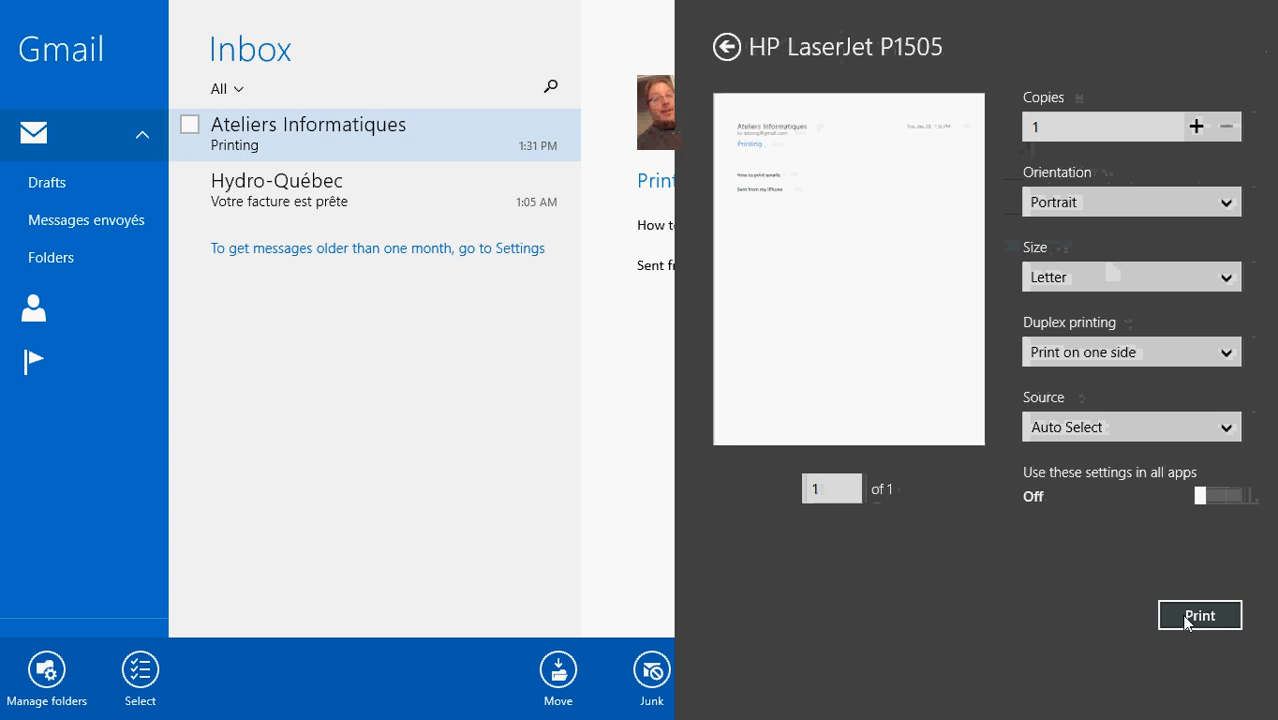 Gmail
Drafts
Messages envoyés
Folders
Inbox
All
Ateliers Informatiques
Printing
1:31 PM
Hydro-Québec
Votre facture est prête
1:05 AM
To get messages older than one month, go to Settings
Print
How t
Sent f
HP LaserJet P1505
Ateliers Informatiques
Printing
How to print emails
Sent from my iPhone
1 of 1
Copies
1
Orientation
Portrait
Size
Letter
Duplex printing
Print on one side
Source
Auto Select
Use these settings in all apps
Off
Print
Manage folders
Select
Move
Junk